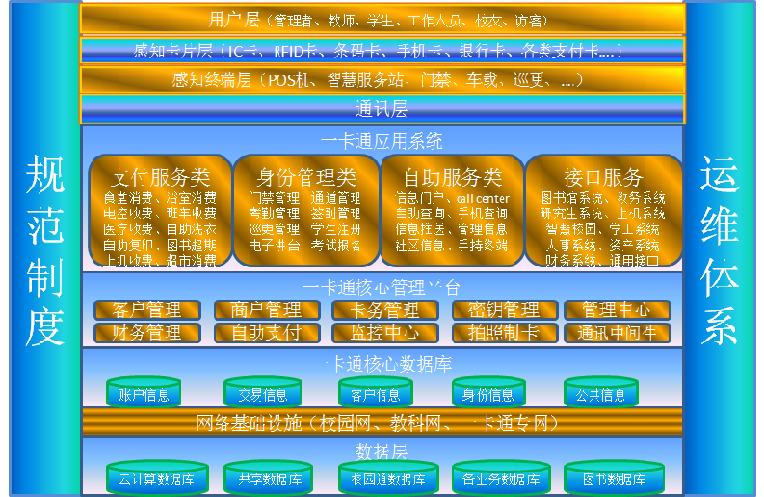 规范制度
用户层（管理者、教师、学生、工作人员、校友、访客）
感知卡片层（IC卡、RFID卡、条码卡、手机卡、银行卡、各类支付卡....）
感知终端层（POS机、智慧服务站、门禁、车载、巡更、....）
通讯层
一卡通应用系统
支付服务类
食堂消费、浴室消费
电控收费、班车收费
医疗收费、自助洗衣
自助复印、图书超期
上机收费、超市消费
身份管理类
门禁管理 通道管理
考勤管理 签到管理
巡更管理 学生注册
电子讲台 考试报名
自助服务类
信息门户、call center
自助查询、手机查询
信息推送、管理信息
社区信息、手持终端
接口服务
图书馆系统、教务系统
研究生系统、上机系统
智慧校园、学工系统
人事系统、资产系统
财务系统、通用接口
一卡通核心管理平台
客户管理 商户管理 卡务管理 密钥管理 管理中心
财务管理 自助支付 监控中心 拍照制卡 通讯中间件
一卡通核心数据库
账户信息 交易信息 客户信息 身份信息 公共信息
网络基础设施（校园网、教科网、一卡通专网）
数据层
云计算数据库 共享数据库 校园通数据库 各业务数据库 图书数据库
运维体系